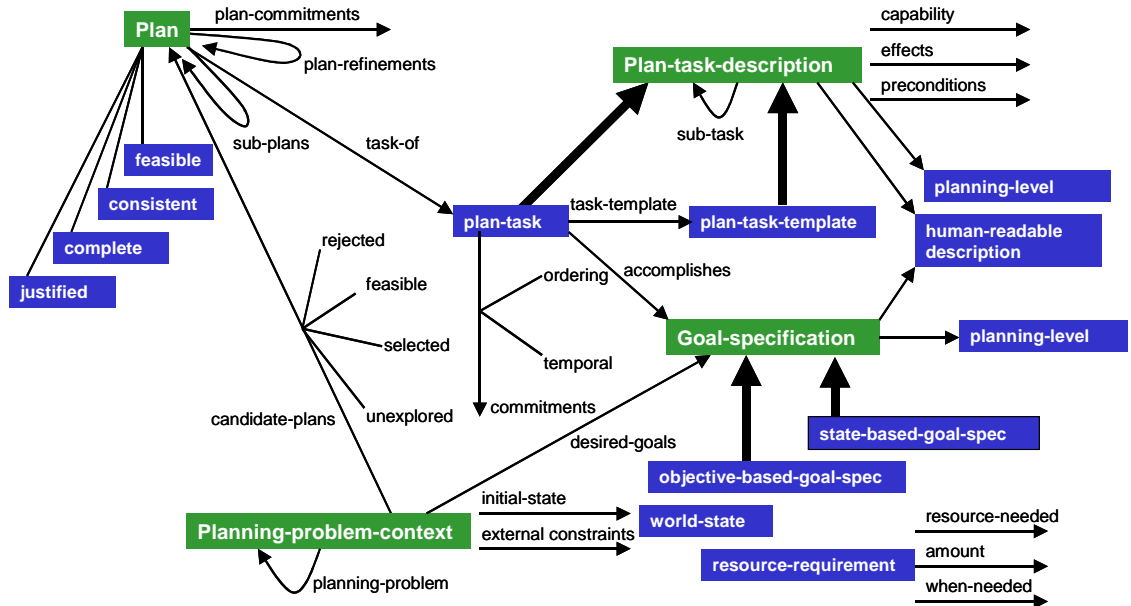 plan-commitments
Plan
plan-refinements
capability
effects
preconditions
Plan-task-description
sub-task
sub-plans
task-of
feasible
consistent
complete
justified
planning-level
human-readable
description
plan-task
task-template
plan-task-template
rejected
feasible
selected
unexplored
candidate-plans
ordering
temporal
commitments
accomplishes
Goal-specification
planning-level
desired-goals
state-based-goal-spec
objective-based-goal-spec
Planning-problem-context
planning-problem
initial-state
external constraints
world-state
resource-requirement
resource-needed
amount
when-needed